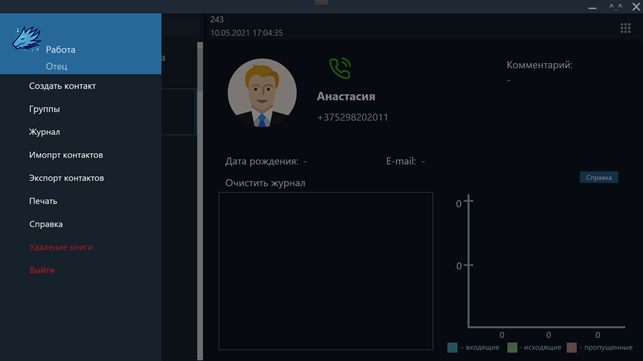 ^_^
243
10.05.2021 17:04:35
Работа
Отец
Создать контакт
Группы
Журнал
Имопрт контактов
Экспорт контактов
Печать
Справка
Удаление книги
Выйти
а
Анастасия
+375298202011
Комментарий:
-
Дата рождения: -
E-mail: -
Справка
Очистить журнал
0
0
0 0 0
- входящие - исходящие - пропущенные